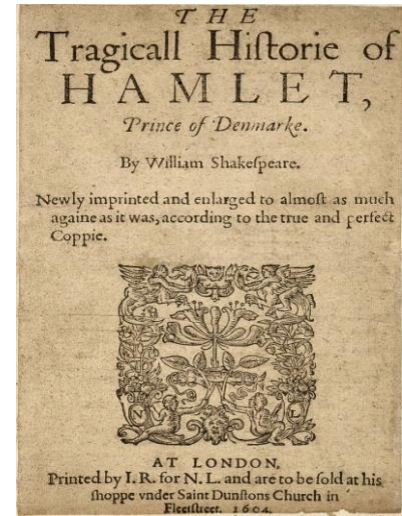 THE
Tragicall Hiſtorie of
HAMLET,
Prince of Denmarke.
By William Shakeſpeare.
Newly imprinted and enlarged to almoſt as much
againe as it was, according to the true and perfect
Coppie.
N L
AT LONDON,
Printed by I. R. for N. L. and are to be ſold at his
ſhoppe vnder Saint Dunſtons Church in
Fleetſtreet. 1604.